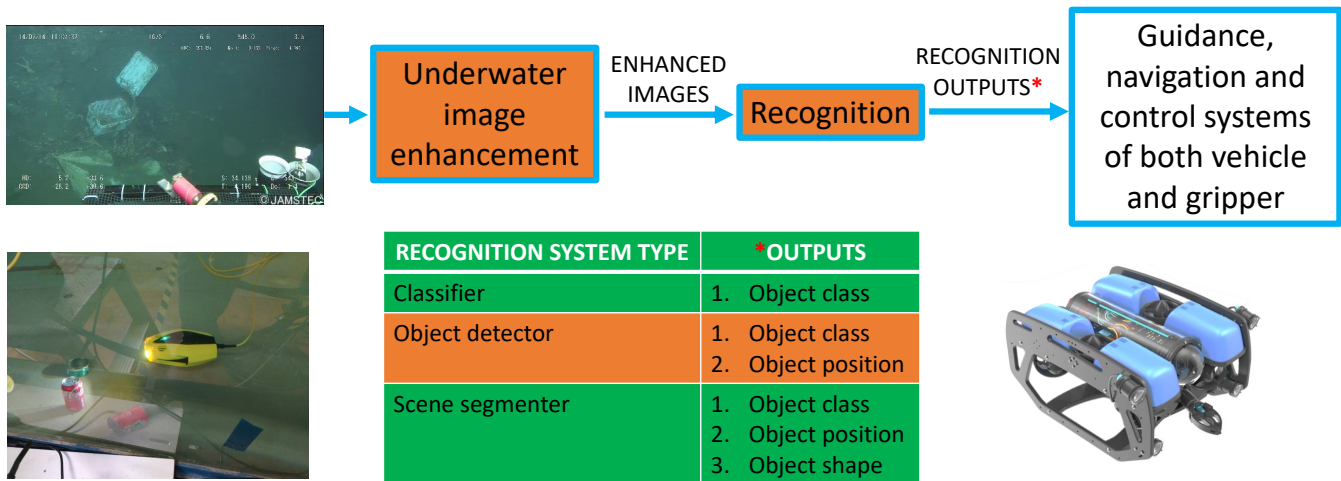 © JAMSTEC
Underwater
image
enhancement
ENHANCED
IMAGES
Recognition
RECOGNITION
OUTPUTS*
Guidance,
navigation and
control systems
of both vehicle
and gripper
RECOGNITION SYSTEM TYPE *OUTPUTS
Classifier 1. Object class
Object detector 1. Object class
2. Object position
Scene segmenter 1. Object class
2. Object position
3. Object shape